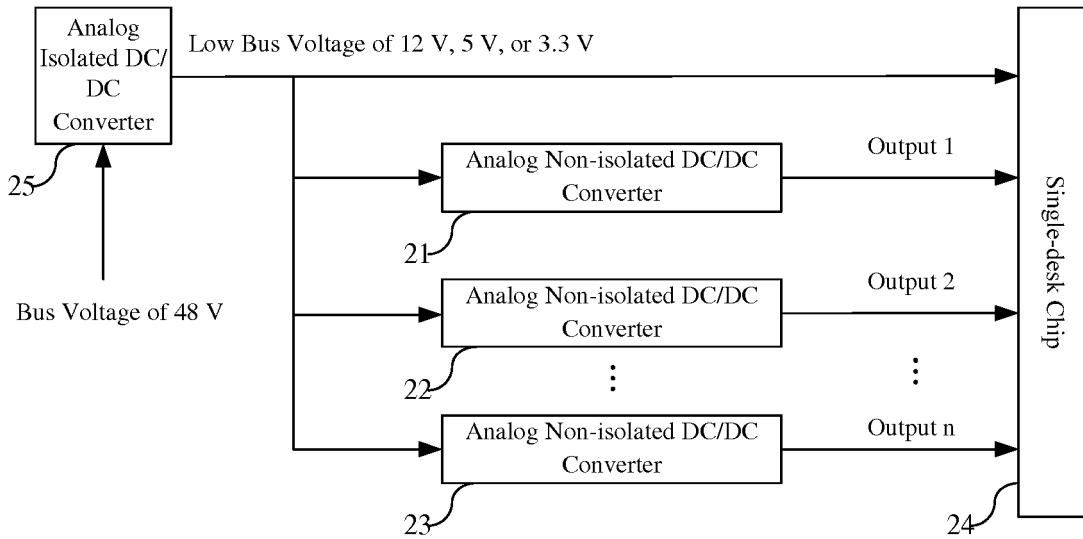 Analog
Isolated DC/
DC
Converter
25
Bus Voltage of 48 V
Low Bus Voltage of 12 V, 5 V, or 3.3 V
Analog Non-isolated DC/DC
Converter
21
Output 1
Analog Non-isolated DC/DC
Converter
22
Output 2
Analog Non-isolated DC/DC
Converter
23
Output n
Single-desk Chip
24